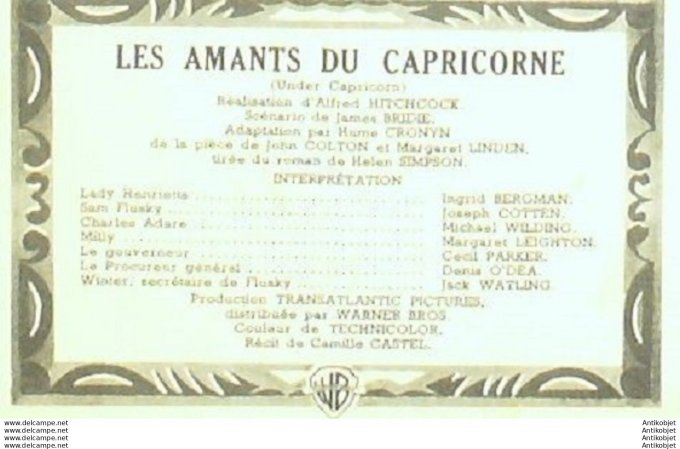 LES AMANTS DU CAPRICORNE
(Under Capricorn)
Réalisation d'Alfred HITCHCOCK.
Scénario de James BRIDIE.
Adaptation par Hume CRONYN
de la pièce de John COLTON et Margaret LINDEN,
tirée du roman de Helen SIMPSON.
INTERPRÉTATION
Lady Henrietta .............................. Ingrid BERGMAN.
Sam Flusky .............................. Joseph COTTEN.
Charles Adare .............................. Michael WILDING.
Milly .............................. Margaret LEIGHTON.
Le gouverneur .............................. Cecil PARKER.
Le Procureur général .............................. Denis O'DEA.
Winter, secrétaire de Flusky .............................. Jack WATLING.
Production TRANSATLANTIC PICTURES,
distribuée par WARNER BROS.
Couleur de TECHNICOLOR.
Récit de Camille CASTEL.
WB
www.delcampe.net Antikobjet
www.delcampe.net Antikobjet
www.delcampe.net Antikobjet
www.delcampe.net Antikobjet